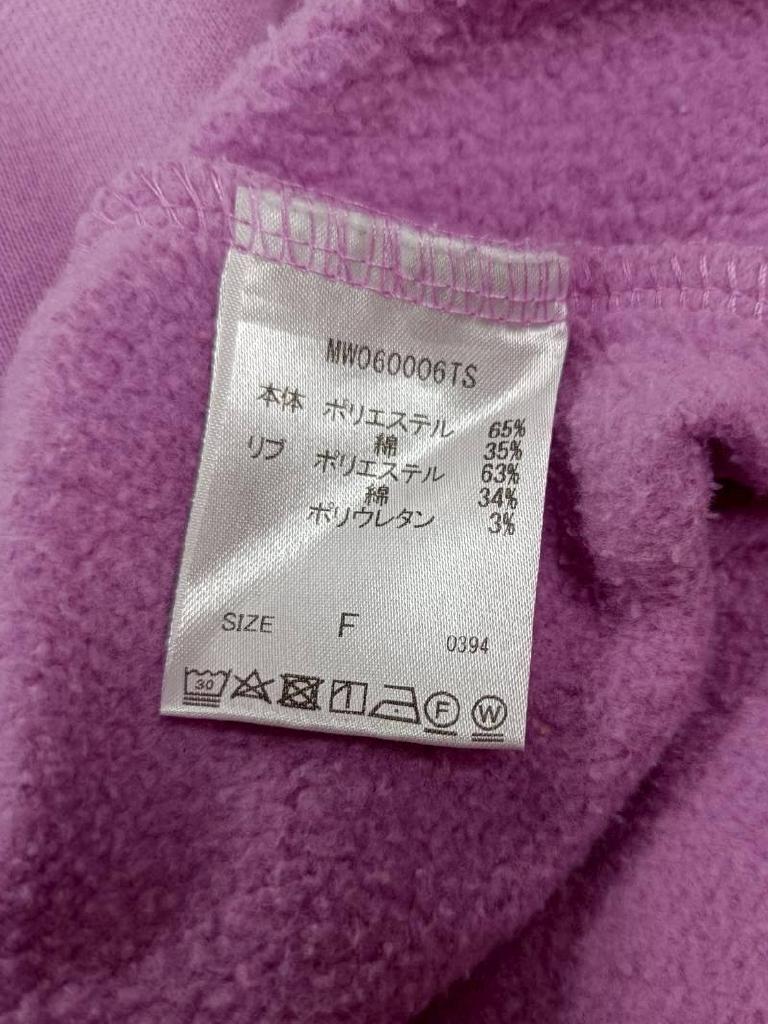 MW060006TS
本体 ポリエステル 65%
綿 35%
リブ ポリエステル 63%
綿 34%
ポリウレタン 3%
SIZE F 0394
30 F W